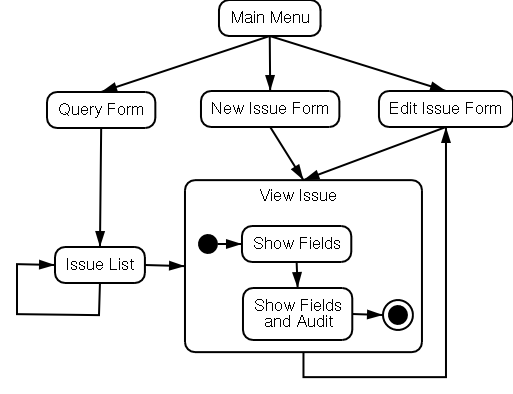 Main Menu
Query Form
New Issue Form
Edit Issue Form
View Issue
Show Fields
Issue List
Show Fields
and Audit